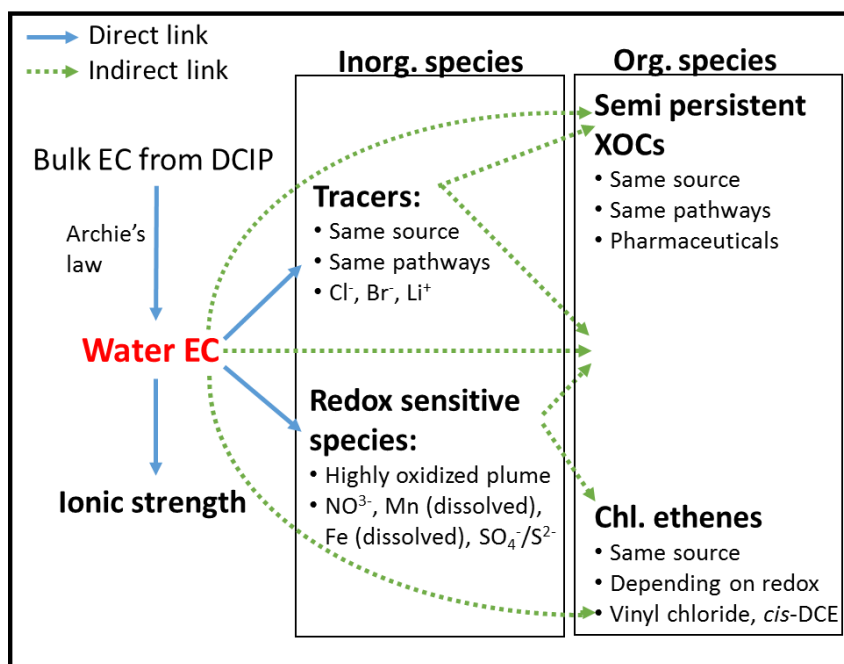 Direct link
Indirect link
Inorg. species
Org. species
Bulk EC from DCIP
Archie's
law
Water EC
Ionic strength
Tracers:
• Same source
• Same pathways
• Cl⁻, Br⁻, Li⁺
Redox sensitive
species:
• Highly oxidized plume
• NO³⁻, Mn (dissolved),
Fe (dissolved), SO₄⁻/S²⁻
Semi persistent
XOCs
• Same source
• Same pathways
• Pharmaceuticals
Chl. ethenes
• Same source
• Depending on redox
• Vinyl chloride, cis-DCE